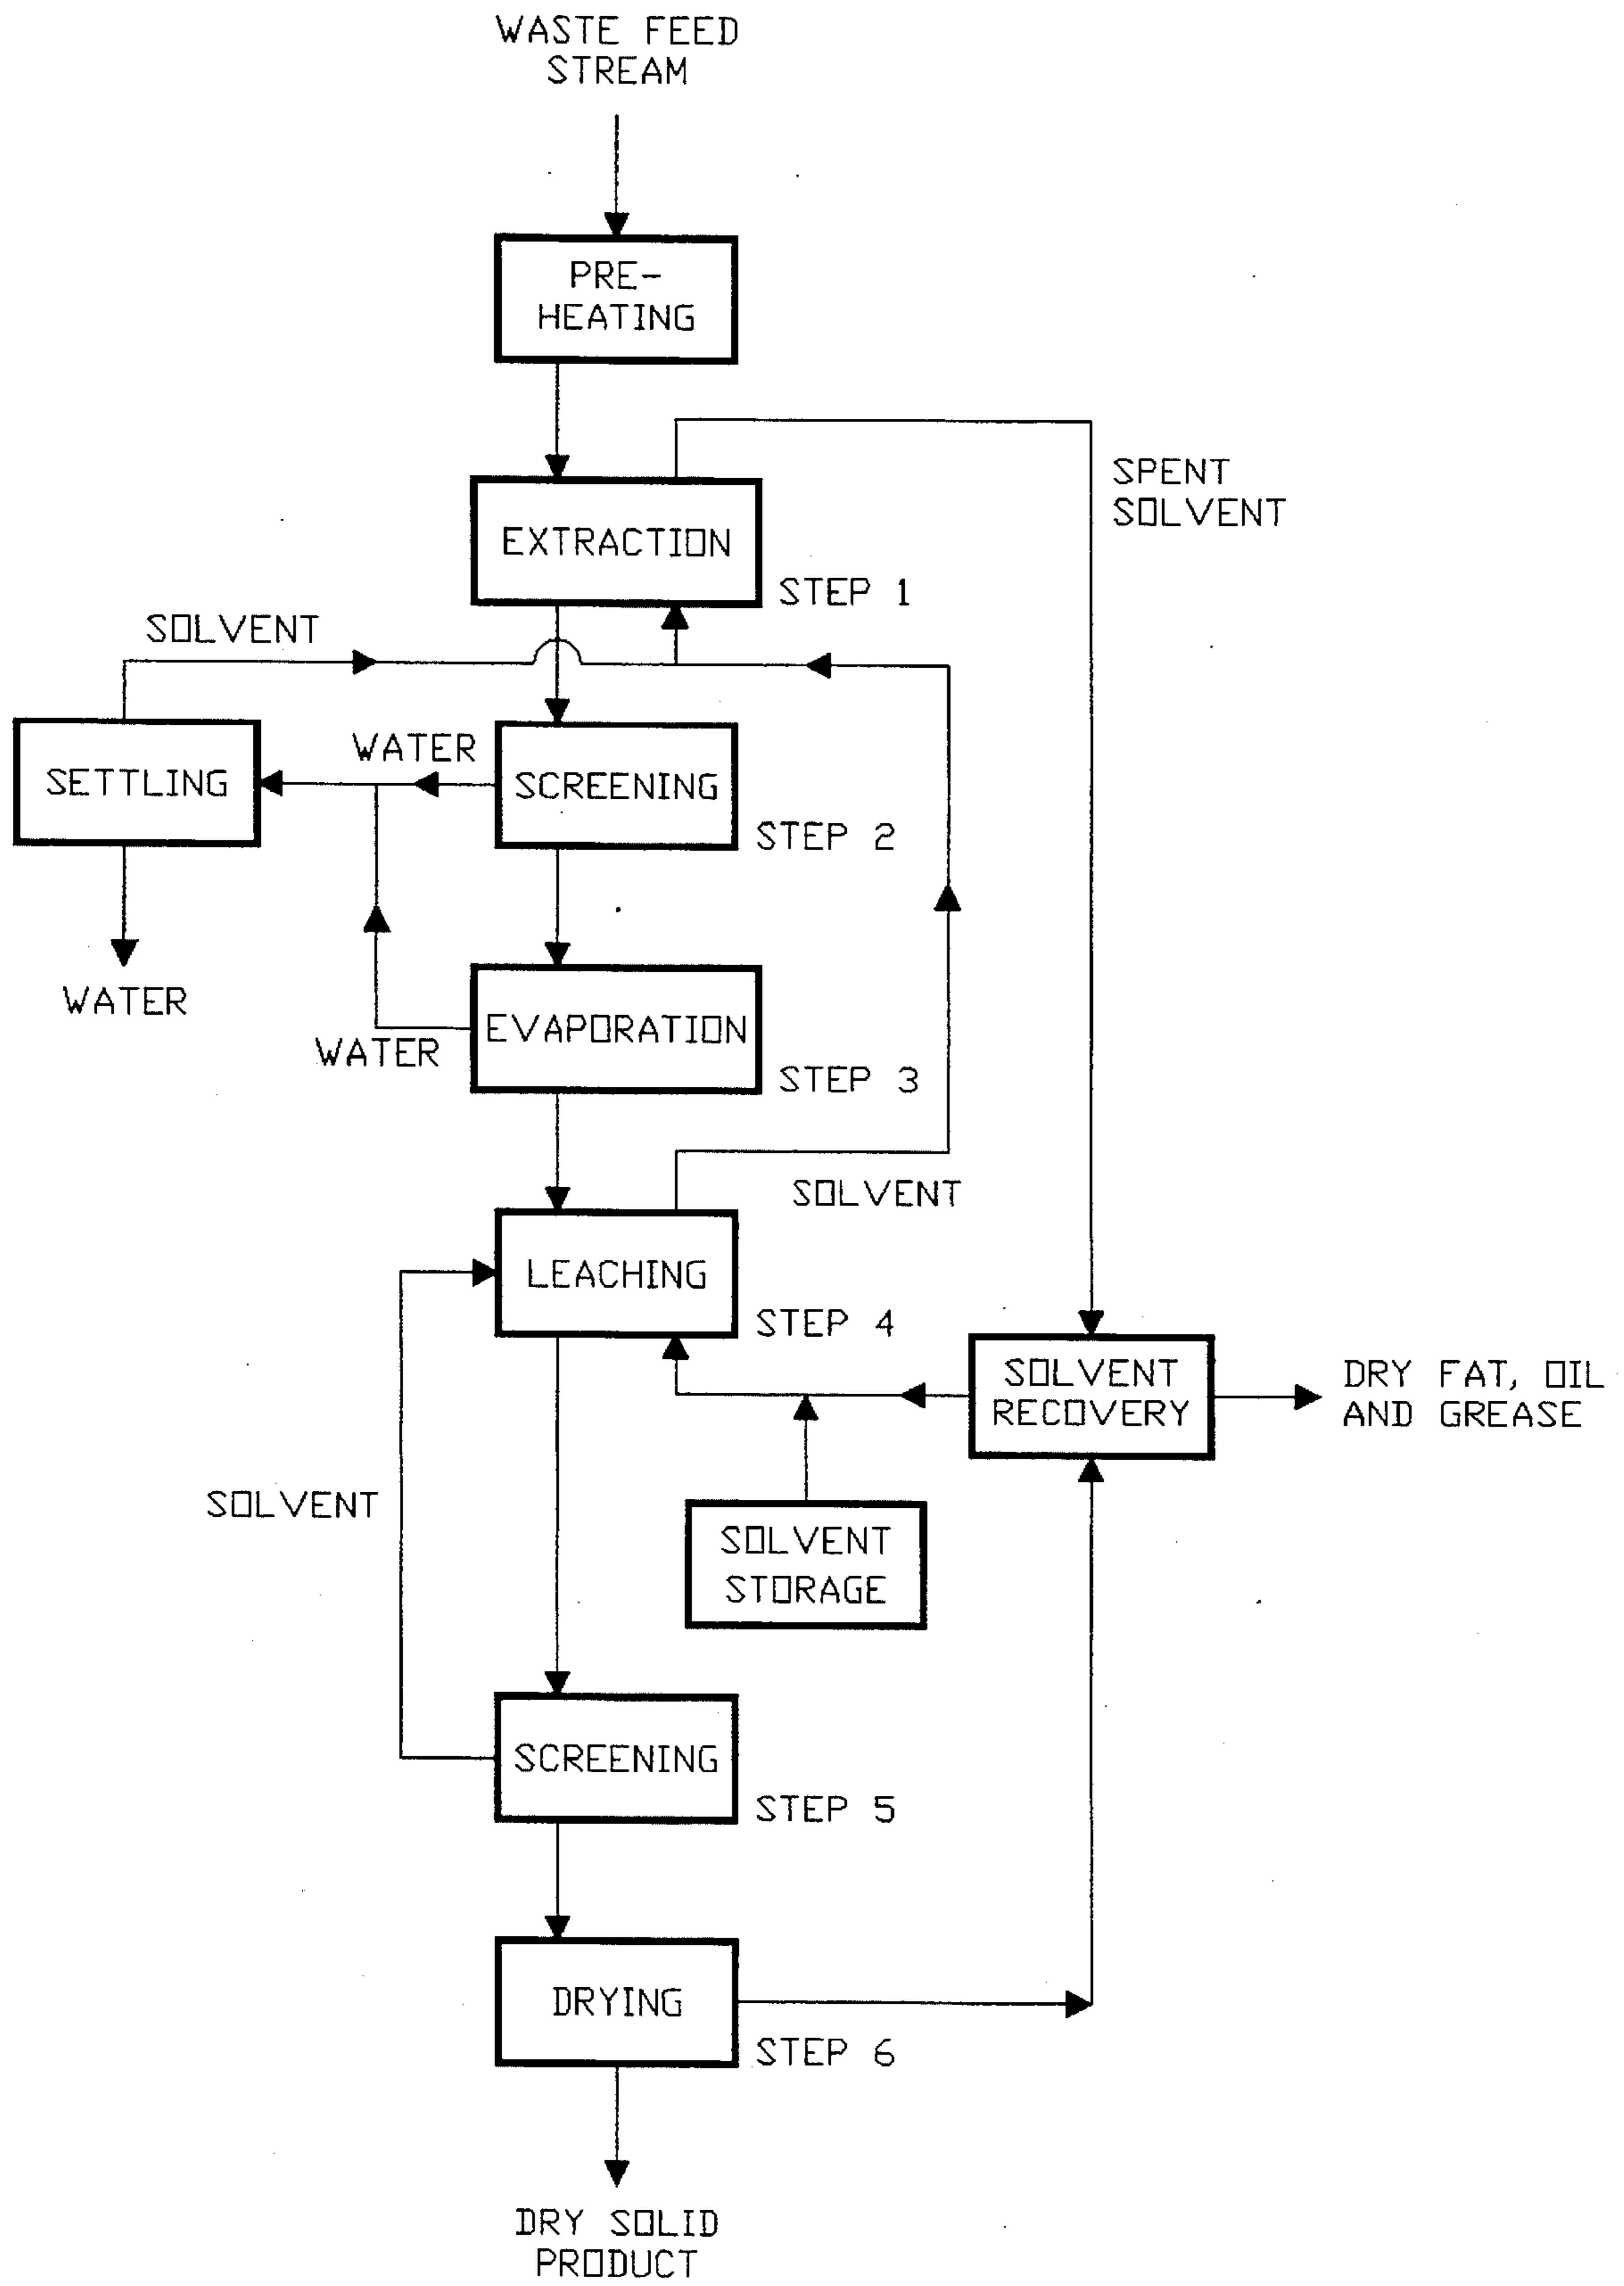 WASTE FEED
STREAM
PRE-
HEATING
SPENT
SOLVENT
EXTRACTION
STEP 1
SOLVENT
WATER
SETTLING
SCREENING
STEP 2
WATER
EVAPORATION
WATER
STEP 3
SOLVENT
LEACHING
STEP 4
SOLVENT
RECOVERY
DRY FAT, OIL
AND GREASE
SOLVENT
SOLVENT
STORAGE
SCREENING
STEP 5
DRYING
STEP 6
DRY SOLID
PRODUCT